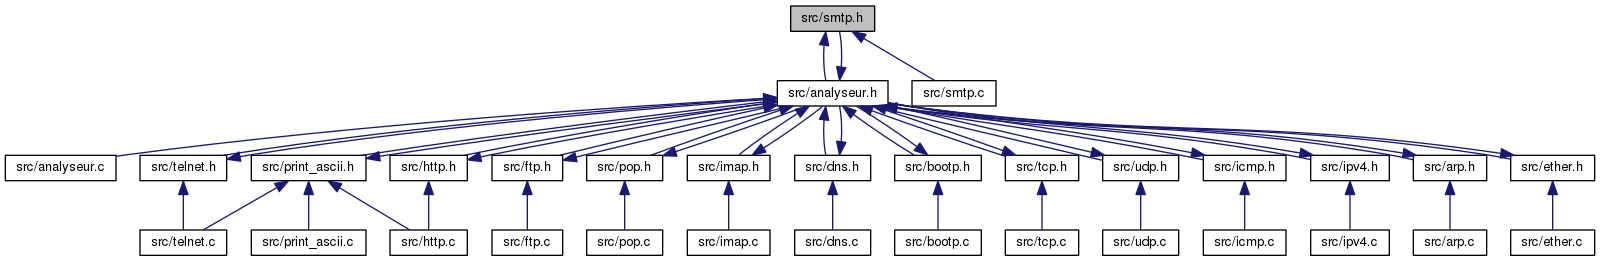 src/smtp.h
src/analyseur.h
src/smtp.c
src/analyseur.c
src/telnet.h
src/print_ascii.h
src/http.h
src/ftp.h
src/pop.h
src/imap.h
src/dns.h
src/bootp.h
src/tcp.h
src/udp.h
src/icmp.h
src/ipv4.h
src/arp.h
src/ether.h
src/telnet.c
src/print_ascii.c
src/http.c
src/ftp.c
src/pop.c
src/imap.c
src/dns.c
src/bootp.c
src/tcp.c
src/udp.c
src/icmp.c
src/ipv4.c
src/arp.c
src/ether.c